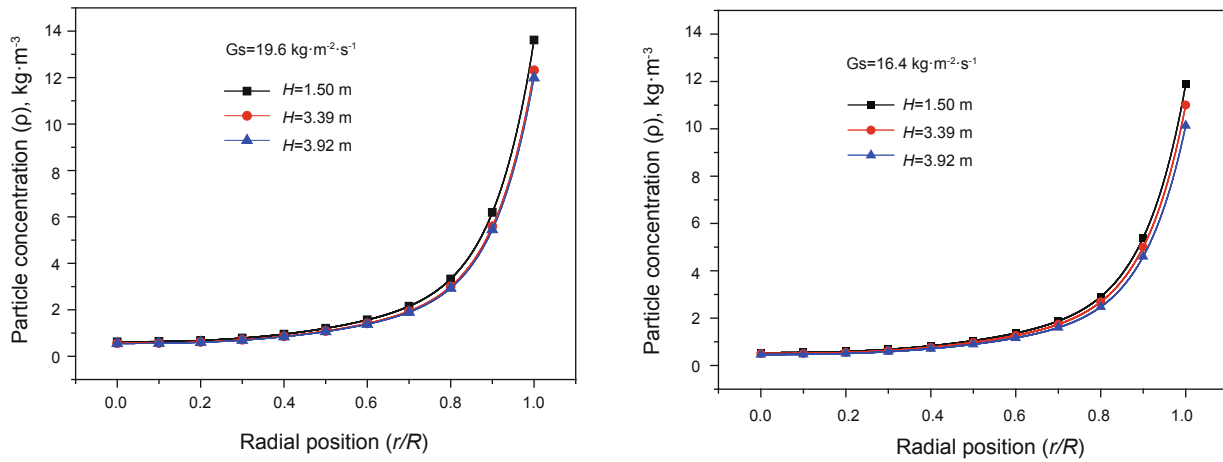 Particle concentration (ρ), kg·m-3
14
12
10
8
6
4
2
0
Gs=19.6 kg·m-2·s-1
H=1.50 m
H=3.39 m
H=3.92 m
0.0 0.2 0.4 0.6 0.8 1.0
Radial position (r/R)
Particle concentration (ρ), kg·m-3
14
12
10
8
6
4
2
0
Gs=16.4 kg·m-2·s-1
H=1.50 m
H=3.39 m
H=3.92 m
0.0 0.2 0.4 0.6 0.8 1.0
Radial position (r/R)